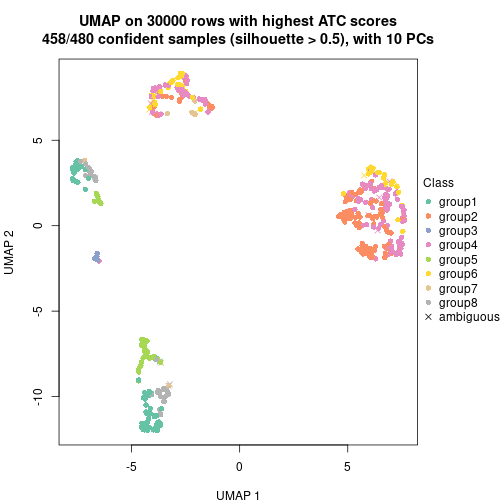 UMAP on 30000 rows with highest ATC scores
458/480 confident samples (silhouette > 0.5), with 10 PCs
5
0
-5
-10
UMAP 2
-5
0
5
UMAP 1
Class
group1
group2
group3
group4
group5
group6
group7
group8
ambiguous